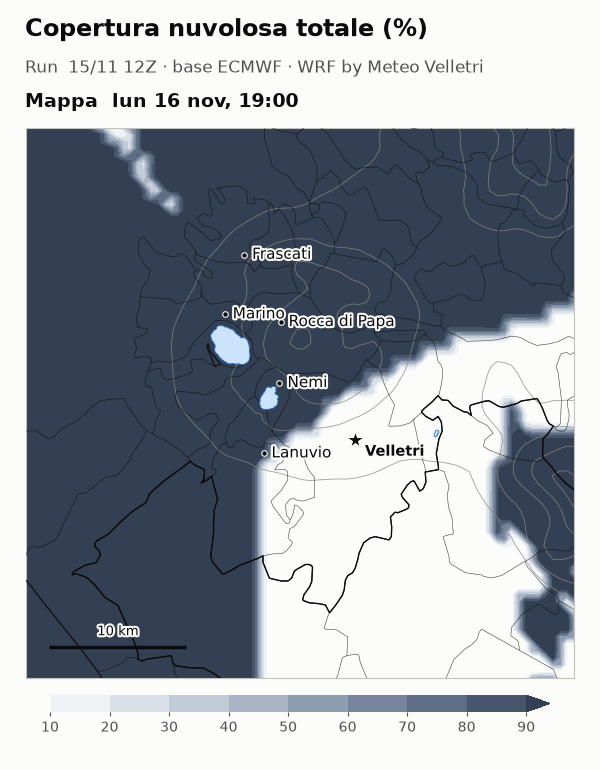 Copertura nuvolosa totale (%)
Run  15/11 12Z · base ECMWF · WRF by Meteo Velletri
Mappa  lun 16 nov, 19:00
Frascati
Marino
Rocca di Papa
Nemi
Velletri
Lanuvio
10 km
10 20 30 40 50 60 70 80 90